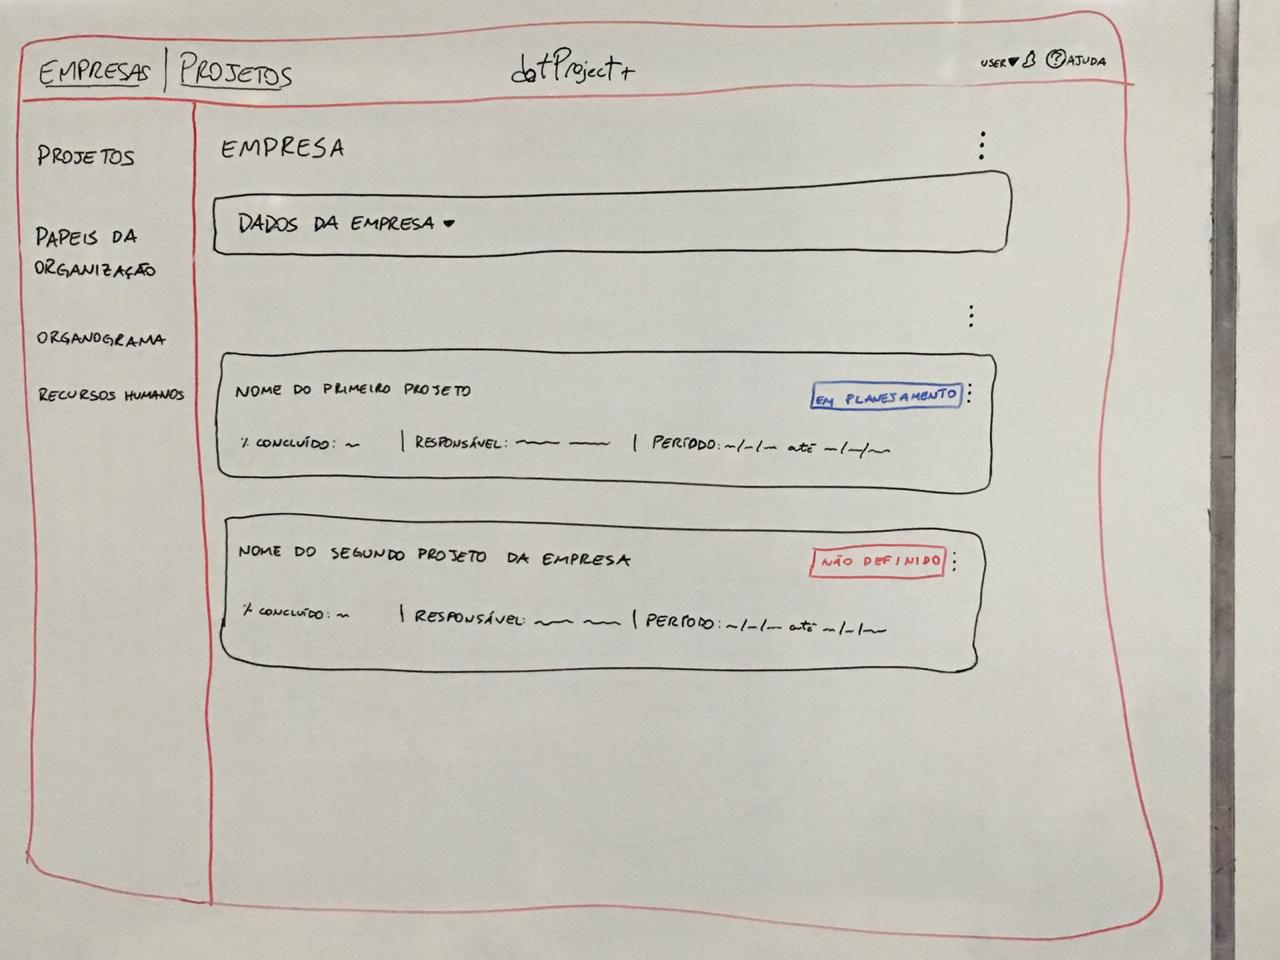 EMPRESAS | PROJETOS
dotProject+
USER ? AJUDA
PROJETOS
PAPEIS DA
ORGANIZAÇÃO
ORGANOGRAMA
RECURSOS HUMANOS
EMPRESA
DADOS DA EMPRESA
NOME DO PRIMEIRO PROJETO
EM PLANEJAMENTO
% CONCLUÍDO: ~ | RESPONSÁVEL: | PERÍODO: ~/~/~ até ~/~/~
NOME DO SEGUNDO PROJETO DA EMPRESA
NÃO DEFINIDO
% CONCLUÍDO: ~ | RESPONSÁVEL: | PERÍODO: ~/~/~ até ~/~/~